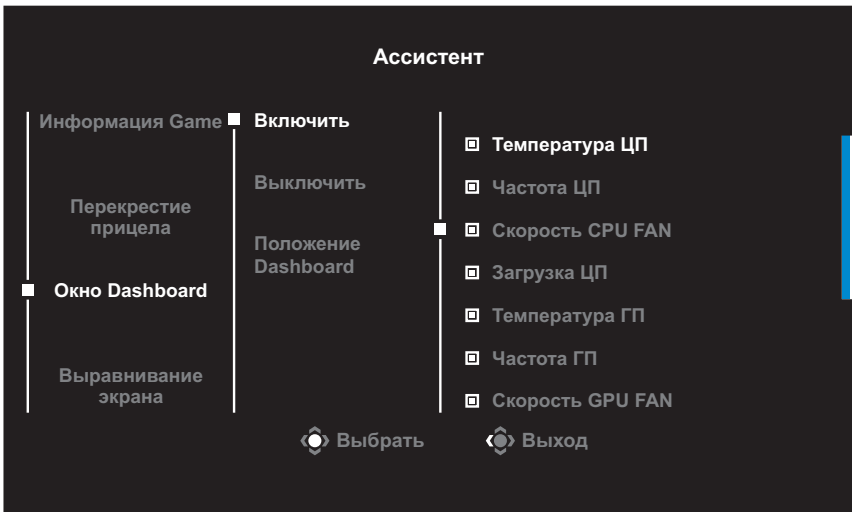 Ассистент
Информация Game
Перекрестие
прицела
Окно Dashboard
Выравнивание
экрана
Включить
Выключить
Положение
Dashboard
Температура ЦП
Частота ЦП
Скорость CPU FAN
Загрузка ЦП
Температура ГП
Частота ГП
Скорость GPU FAN
Выбрать
Выход